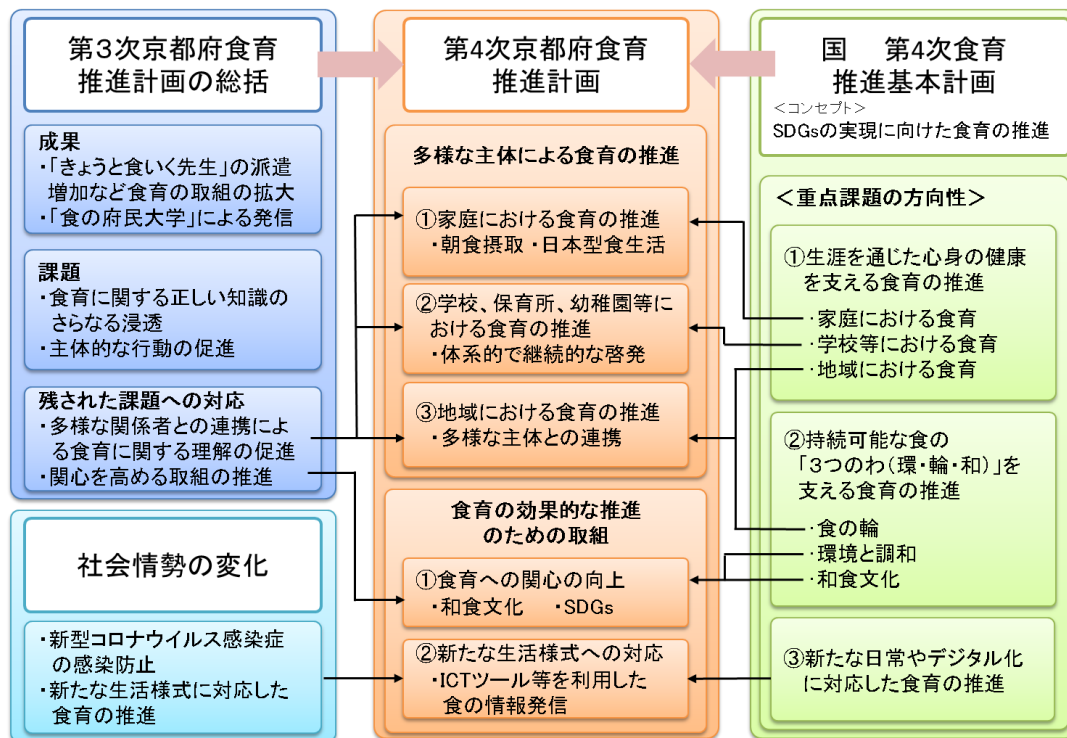 第3次京都府食育
推進計画の総括
成果
・「きょうと食いく先生」の派遣
増加など食育の取組の拡大
・「食の府民大学」による発信
課題
・食育に関する正しい知識の
さらなる浸透
・主体的な行動の促進
残された課題への対応
・多様な関係者との連携によ
る食育に関する理解の促進
・関心を高める取組の推進
社会情勢の変化
・新型コロナウイルス感染症
の感染防止
・新たな生活様式に対応した
食育の推進
第4次京都府食育
推進計画
多様な主体による食育の推進
①家庭における食育の推進
・朝食摂取 ・日本型食生活
②学校、保育所、幼稚園等に
おける食育の推進
・体系的で継続的な啓発
③地域における食育の推進
・多様な主体との連携
食育の効果的な推進
のための取組
①食育への関心の向上
・和食文化 ・SDGs
②新たな生活様式への対応
・ICTツール等を利用した
食の情報発信
国 第4次食育
推進基本計画
＜コンセプト＞
SDGsの実現に向けた食育の推進
＜重点課題の方向性＞
①生涯を通じた心身の健康
を支える食育の推進
・家庭における食育
・学校等における食育
・地域における食育
②持続可能な食の
「3つのわ（環・輪・和）」を
支える食育の推進
・食の輪
・環境と調和
・和食文化
③新たな日常やデジタル化
に対応した食育の推進